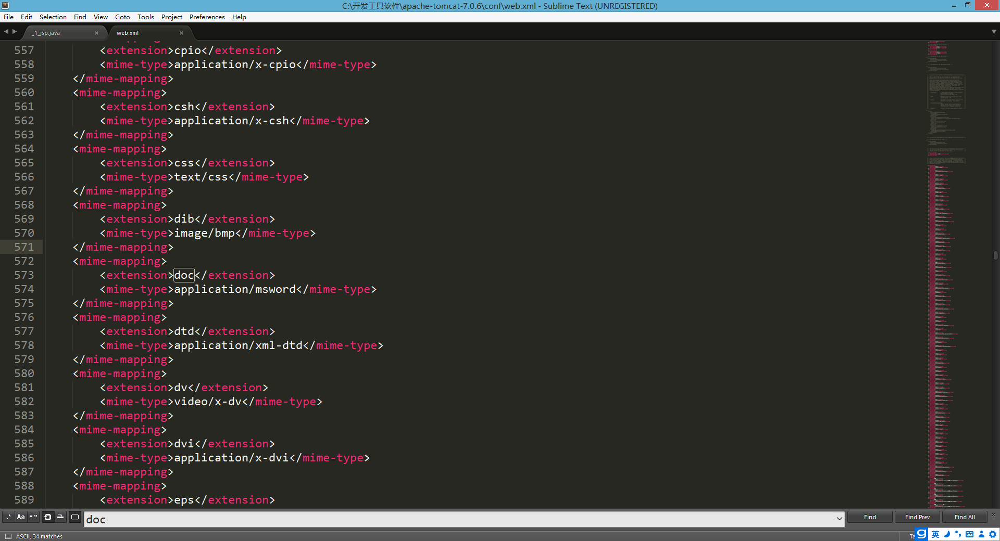 C:\开发工具软件\apache-tomcat-7.0.6\conf\web.xml - Sublime Text (UNREGISTERED)
File Edit Selection Find View Goto Tools Project Preferences Help
_1_jsp.java × web.xml ×
557 <extension>cpio</extension>
558 <mime-type>application/x-cpio</mime-type>
559 </mime-mapping>
560 <mime-mapping>
561 <extension>csh</extension>
562 <mime-type>application/x-csh</mime-type>
563 </mime-mapping>
564 <mime-mapping>
565 <extension>css</extension>
566 <mime-type>text/css</mime-type>
567 </mime-mapping>
568 <mime-mapping>
569 <extension>dib</extension>
570 <mime-type>image/bmp</mime-type>
571 </mime-mapping>
572 <mime-mapping>
573 <extension>doc</extension>
574 <mime-type>application/msword</mime-type>
575 </mime-mapping>
576 <mime-mapping>
577 <extension>dtd</extension>
578 <mime-type>application/xml-dtd</mime-type>
579 </mime-mapping>
580 <mime-mapping>
581 <extension>dv</extension>
582 <mime-type>video/x-dv</mime-type>
583 </mime-mapping>
584 <mime-mapping>
585 <extension>dvi</extension>
586 <mime-type>application/x-dvi</mime-type>
587 </mime-mapping>
588 <mime-mapping>
589 <extension>eps</extension>
.* Aa “” doc Find Find Prev Find All
ASCII, 34 matches 英